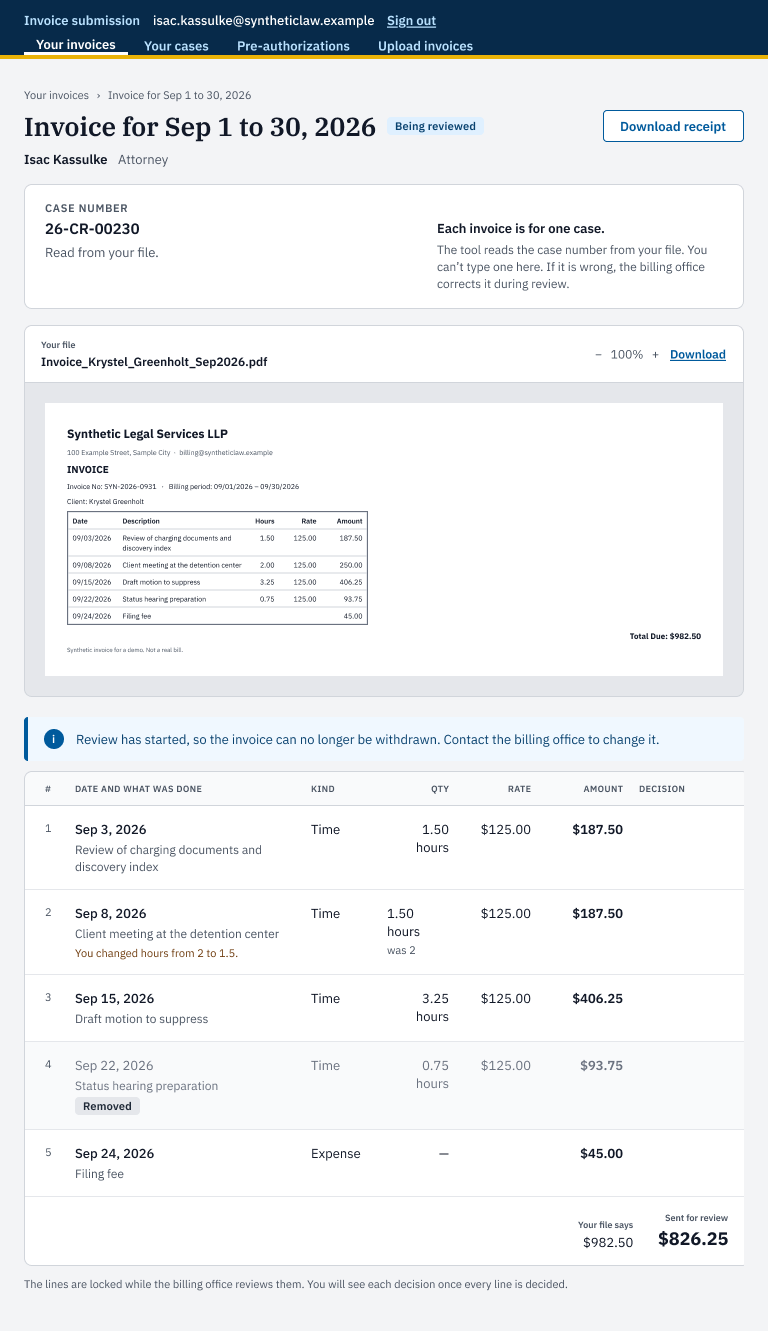 Invoice submission isac.kassulke@syntheticlaw.example Sign out
Your invoices Your cases Pre-authorizations Upload invoices
Your invoices › Invoice for Sep 1 to 30, 2026
Invoice for Sep 1 to 30, 2026 Being reviewed Download receipt
Isac Kassulke Attorney
CASE NUMBER
26-CR-00230
Read from your file.
Each invoice is for one case.
The tool reads the case number from your file. You
can't type one here. If it is wrong, the billing office
corrects it during review.
Your file
Invoice_Krystel_Greenholt_Sep2026.pdf
− 100% + Download
Synthetic Legal Services LLP
100 Example Street, Sample City · billing@syntheticlaw.example
INVOICE
Invoice No: SYN-2026-0931 · Billing period: 09/01/2026 – 09/30/2026
Client: Krystel Greenholt
Date Description Hours Rate Amount
09/03/2026 Review of charging documents and 1.50 125.00 187.50
discovery index
09/08/2026 Client meeting at the detention center 2.00 125.00 250.00
09/15/2026 Draft motion to suppress 3.25 125.00 406.25
09/22/2026 Status hearing preparation 0.75 125.00 93.75
09/24/2026 Filing fee 45.00
Total Due: $982.50
Synthetic invoice for a demo. Not a real bill.
i Review has started, so the invoice can no longer be withdrawn. Contact the billing office to change it.
# DATE AND WHAT WAS DONE KIND QTY RATE AMOUNT DECISION
1 Sep 3, 2026 Time 1.50 $125.00 $187.50
hours
Review of charging documents and
discovery index
2 Sep 8, 2026 Time 1.50 $125.00 $187.50
hours
Client meeting at the detention center
was 2
You changed hours from 2 to 1.5.
3 Sep 15, 2026 Time 3.25 $125.00 $406.25
hours
Draft motion to suppress
4 Sep 22, 2026 Time 0.75 $125.00 $93.75
hours
Status hearing preparation
Removed
5 Sep 24, 2026 Expense — $45.00
Filing fee
Your file says Sent for review
$982.50 $826.25
The lines are locked while the billing office reviews them. You will see each decision once every line is decided.